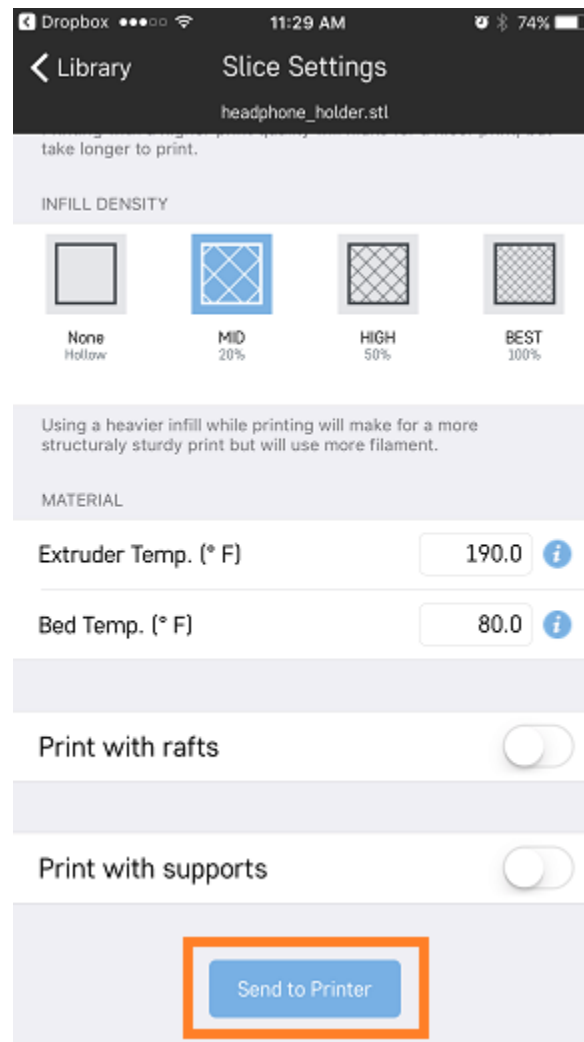 Dropbox
11:29 AM
74%
Library
Slice Settings
headphone_holder.stl
take longer to print.
INFILL DENSITY
None
Hollow
MID
20%
HIGH
50%
BEST
100%
Using a heavier infill while printing will make for a more
structuraly sturdy print but will use more filament.
MATERIAL
Extruder Temp. (° F)
190.0
i
Bed Temp. (° F)
80.0
i
Print with rafts
Print with supports
Send to Printer